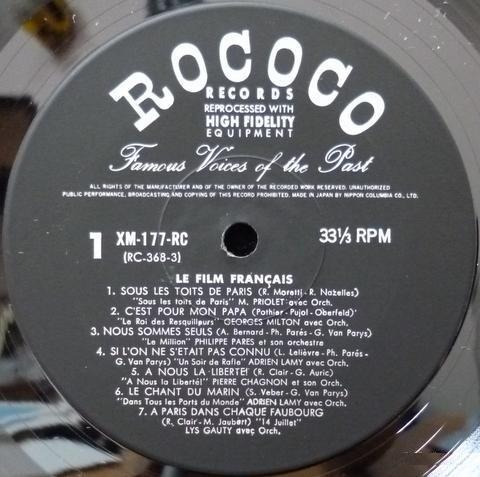 ROCOCO
RECORDS
REPROCESSED WITH
HIGH FIDELITY
EQUIPMENT
Famous Voices of the Past
ALL RIGHTS OF THE MANUFACTURER AND OF THE OWNER OF THE RECORDED WORK RESERVED. UNAUTHORIZED
PUBLIC PERFORMANCE, BROADCASTING AND COPYING OF THIS RECORD PROHIBITED. MADE IN JAPAN BY NIPPON COLUMBIA CO., LTD.
1 XM-177-RC 33⅓ RPM
(RC-368-3)
LE FILM FRANÇAIS
1. SOUS LES TOITS DE PARIS (R. Moretti-R. Nazelles)
"Sous les toits de Paris" M. PRIOLET avec Orch.
2. C'EST POUR MON PAPA (Pothier-Pujol-Oberfeld)
"Le Roi des Resquilleurs" GEORGES MILTON avec Orch.
3. NOUS SOMMES SEULS (A. Bernard-Ph. Parés-G. Van Parys)
"Le Million" PHILIPPE PARES et son orchestre
4. SI L'ON NE S'ETAIT PAS CONNU (L. Lelièvre-Ph. Parés-
G. Van Parys) "Un Soir de Rafle" ADRIEN LAMY avec Orch.
5. A NOUS LA LIBERTE! (R. Clair-G. Auric)
"A Nous la Liberté!" PIERRE CHAGNON et son Orch.
6. LE CHANT DU MARIN (S. Veber-G. Van Parys)
"Dans Tous les Ports du Monde" ADRIEN LAMY avec Orch.
7. A PARIS DANS CHAQUE FAUBOURG
(R. Clair-M. Jaubert) "14 Juillet"
LYS GAUTY avec Orch.